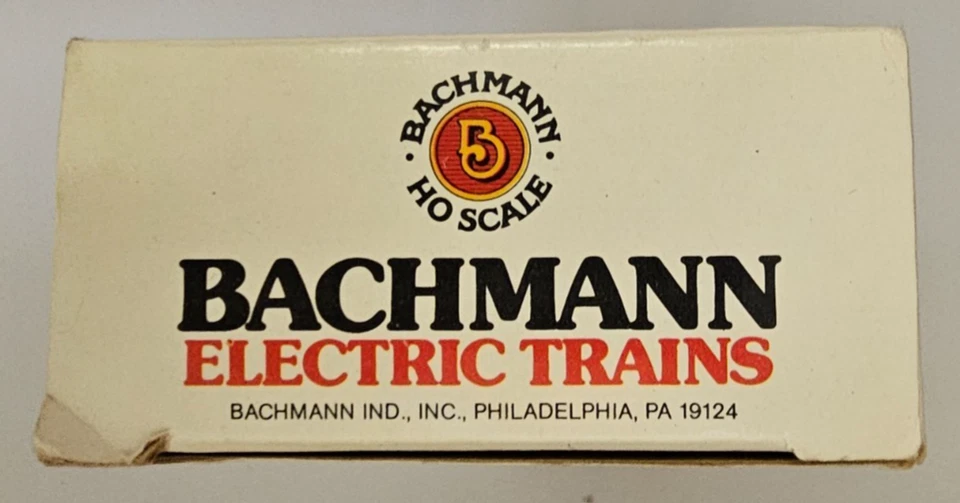 · BACHMANN ·
HO SCALE
B
BACHMANN
ELECTRIC TRAINS
BACHMANN IND., INC., PHILADELPHIA, PA 19124